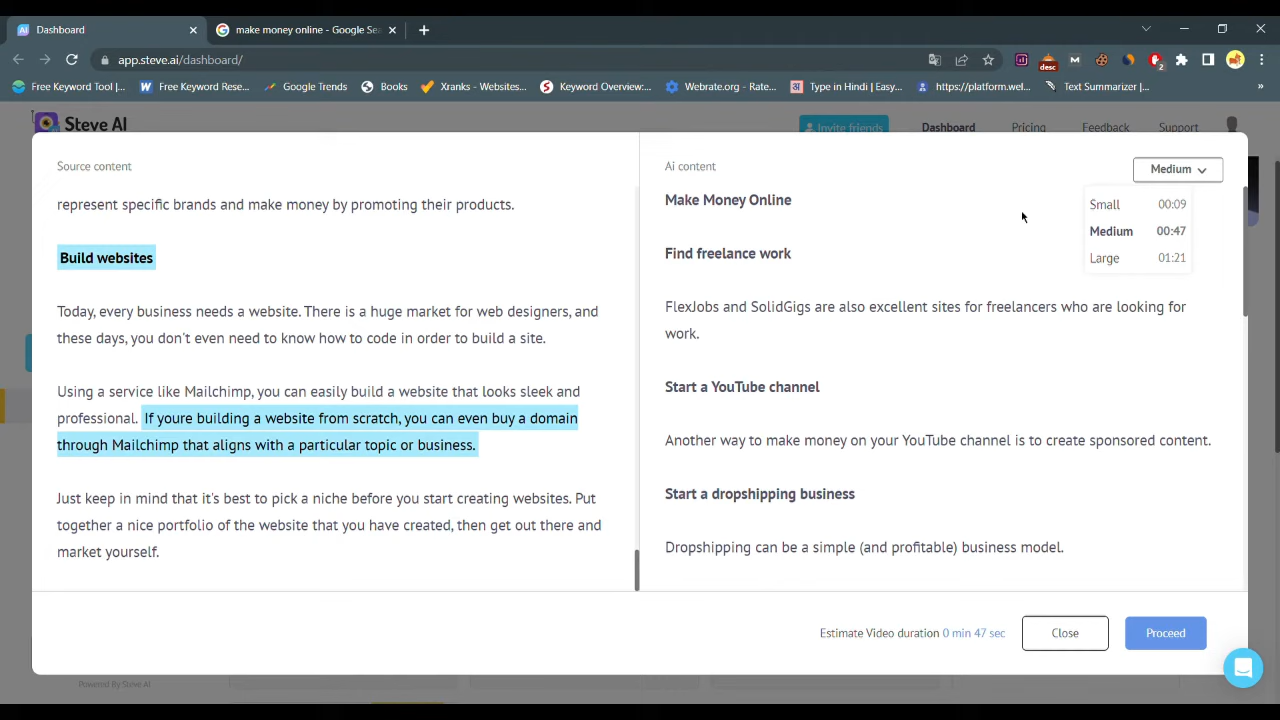 Dashboard
make money online - Google Sea
app.steve.ai/dashboard/
desc
2
Free Keyword Tool |...
Free Keyword Rese...
Google Trends
Books
Xranks - Websites...
Keyword Overview:...
Webrate.org - Rate...
Type in Hindi | Easy...
https://platform.wel...
Text Summarizer |...
»
Steve AI
Invite friends
Dashboard
Pricing
Feedback
Support
Source content
represent specific brands and make money by promoting their products.
Build websites
Today, every business needs a website. There is a huge market for web designers, and
these days, you don't even need to know how to code in order to build a site.
Using a service like Mailchimp, you can easily build a website that looks sleek and
professional. If youre building a website from scratch, you can even buy a domain
through Mailchimp that aligns with a particular topic or business.
Just keep in mind that it's best to pick a niche before you start creating websites. Put
together a nice portfolio of the website that you have created, then get out there and
market yourself.
Ai content
Medium
Small 00:09
Medium 00:47
Large 01:21
Make Money Online
Find freelance work
FlexJobs and SolidGigs are also excellent sites for freelancers who are looking for
work.
Start a YouTube channel
Another way to make money on your YouTube channel is to create sponsored content.
Start a dropshipping business
Dropshipping can be a simple (and profitable) business model.
Estimate Video duration 0 min 47 sec
Close
Proceed
Powered By Steve AI